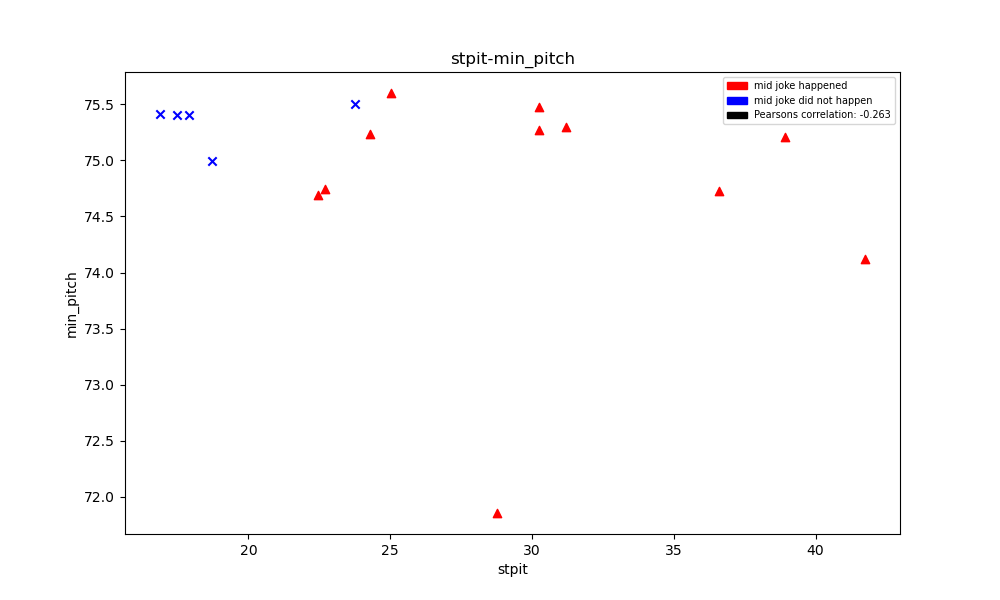 stpit-min_pitch
mid joke happened
mid joke did not happen
Pearsons correlation: -0.263
min_pitch
75.5
75.0
74.5
74.0
73.5
73.0
72.5
72.0
20 25 30 35 40
stpit